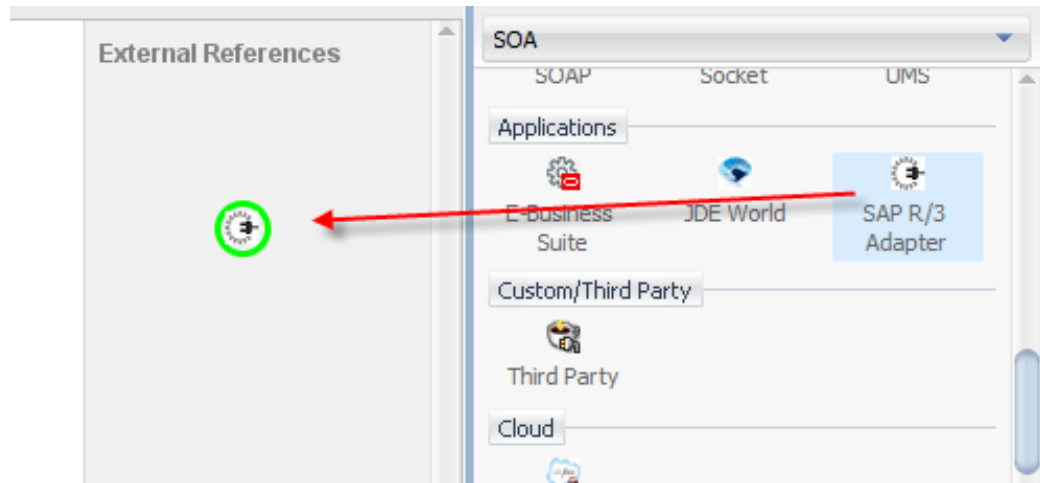 External References
SOA
SOAP Socket UMS
Applications
E-Business JDE World SAP R/3
Suite Adapter
Custom/Third Party
Third Party
Cloud